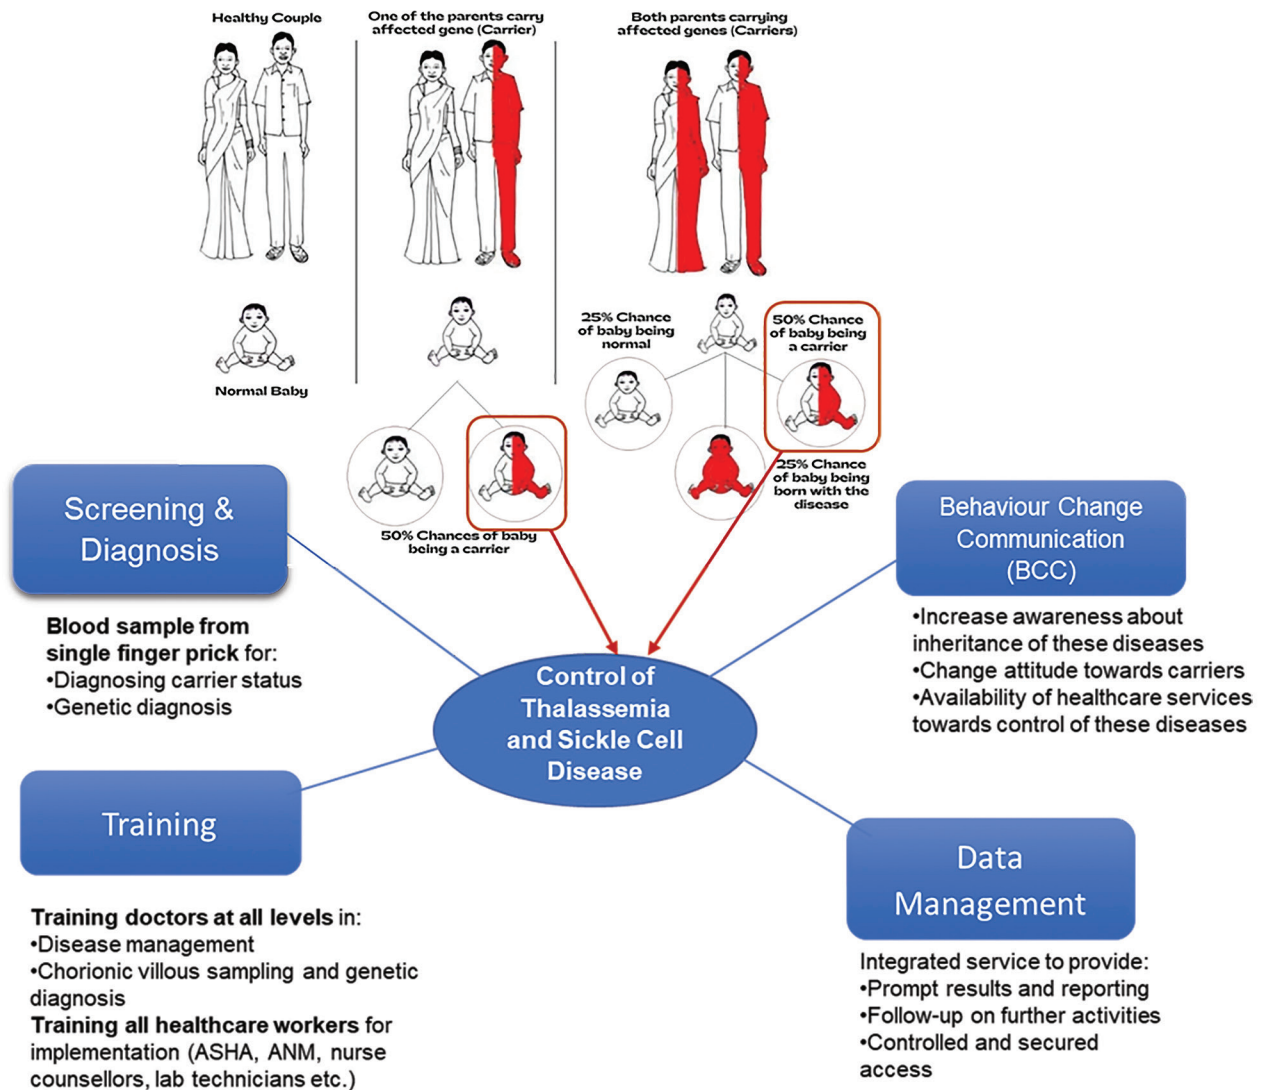 Healthy Couple
One of the parents carry
affected gene (Carrier)
Both parents carrying
affected genes (Carriers)
Normal Baby
50% Chances of baby
being a carrier
25% Chance
of baby being
normal
50% Chance
of baby being
a carrier
25% Chance
of baby being
born with the
disease
Screening &
Diagnosis
Blood sample from
single finger prick for:
•Diagnosing carrier status
•Genetic diagnosis
Behaviour Change
Communication
(BCC)
•Increase awareness about
inheritance of these diseases
•Change attitude towards carriers
•Availability of healthcare services
towards control of these diseases
Control of
Thalassemia
and Sickle Cell
Disease
Training
Training doctors at all levels in:
•Disease management
•Chorionic villous sampling and genetic
diagnosis
Training all healthcare workers for
implementation (ASHA, ANM, nurse
counsellors, lab technicians etc.)
Data
Management
Integrated service to provide:
•Prompt results and reporting
•Follow-up on further activities
•Controlled and secured
access